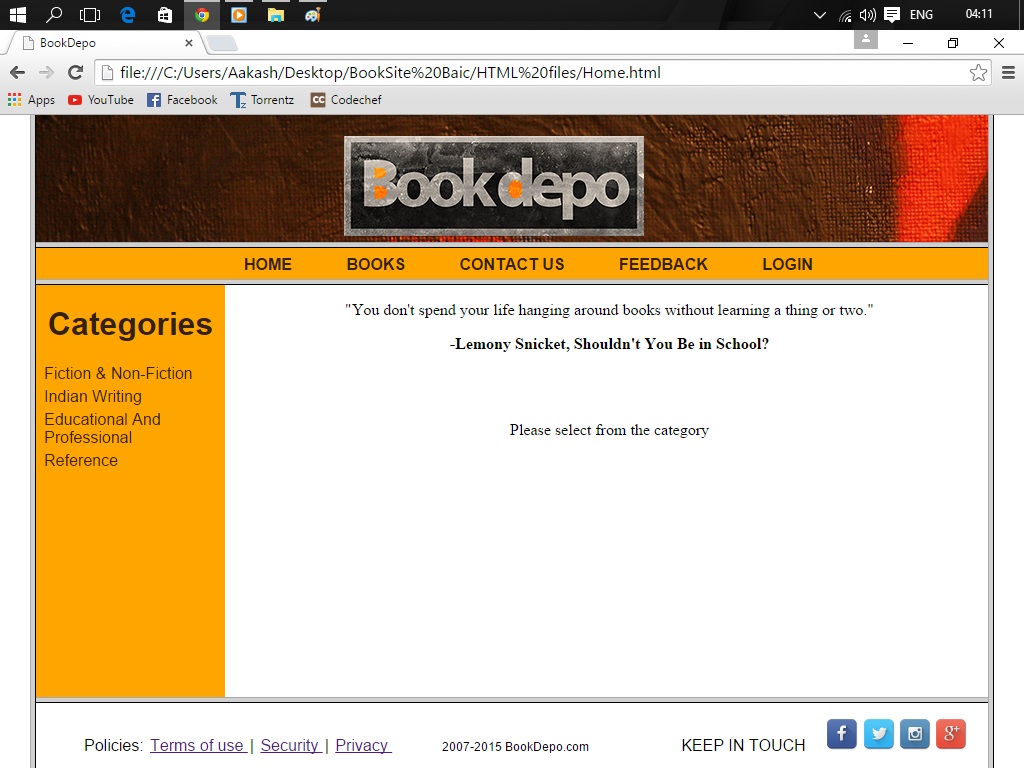 ENG 04:11
BookDepo
file:///C:/Users/Aakash/Desktop/BookSite%20Baic/HTML%20files/Home.html
Apps YouTube Facebook Torrentz CC Codechef
Bookdepo
HOME BOOKS CONTACT US FEEDBACK LOGIN
Categories
Fiction & Non-Fiction
Indian Writing
Educational And
Professional
Reference
"You don't spend your life hanging around books without learning a thing or two."
-Lemony Snicket, Shouldn't You Be in School?
Please select from the category
Policies: Terms of use | Security | Privacy 2007-2015 BookDepo.com KEEP IN TOUCH f g+